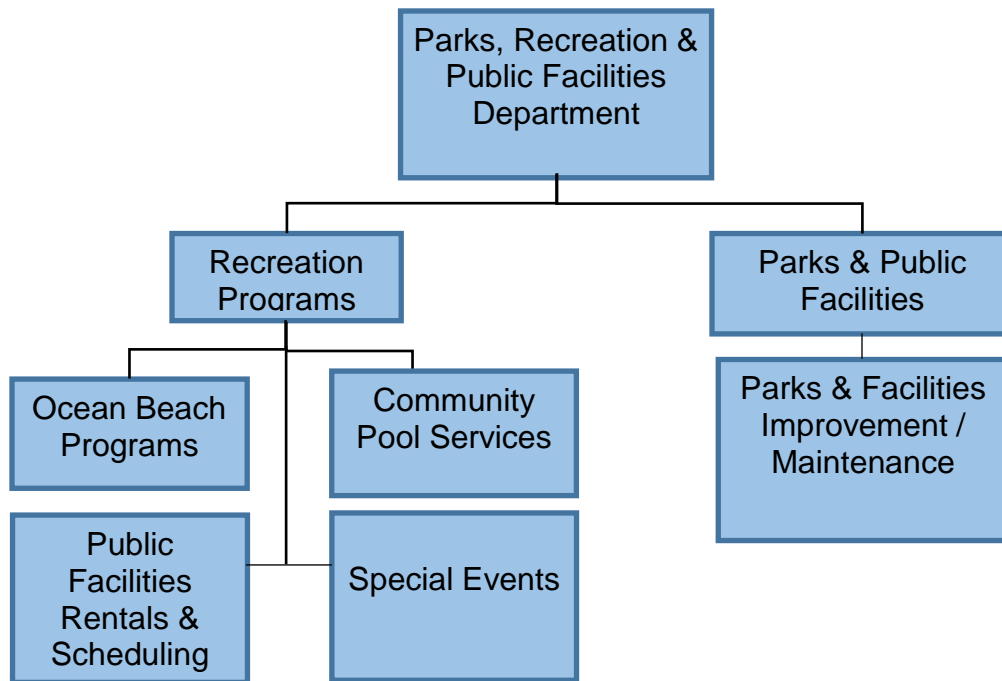 Parks, Recreation &
Public Facilities
Department
Recreation
Programs
Parks & Public
Facilities
Ocean Beach
Programs
Community
Pool Services
Parks & Facilities
Improvement /
Maintenance
Public
Facilities
Rentals &
Scheduling
Special Events